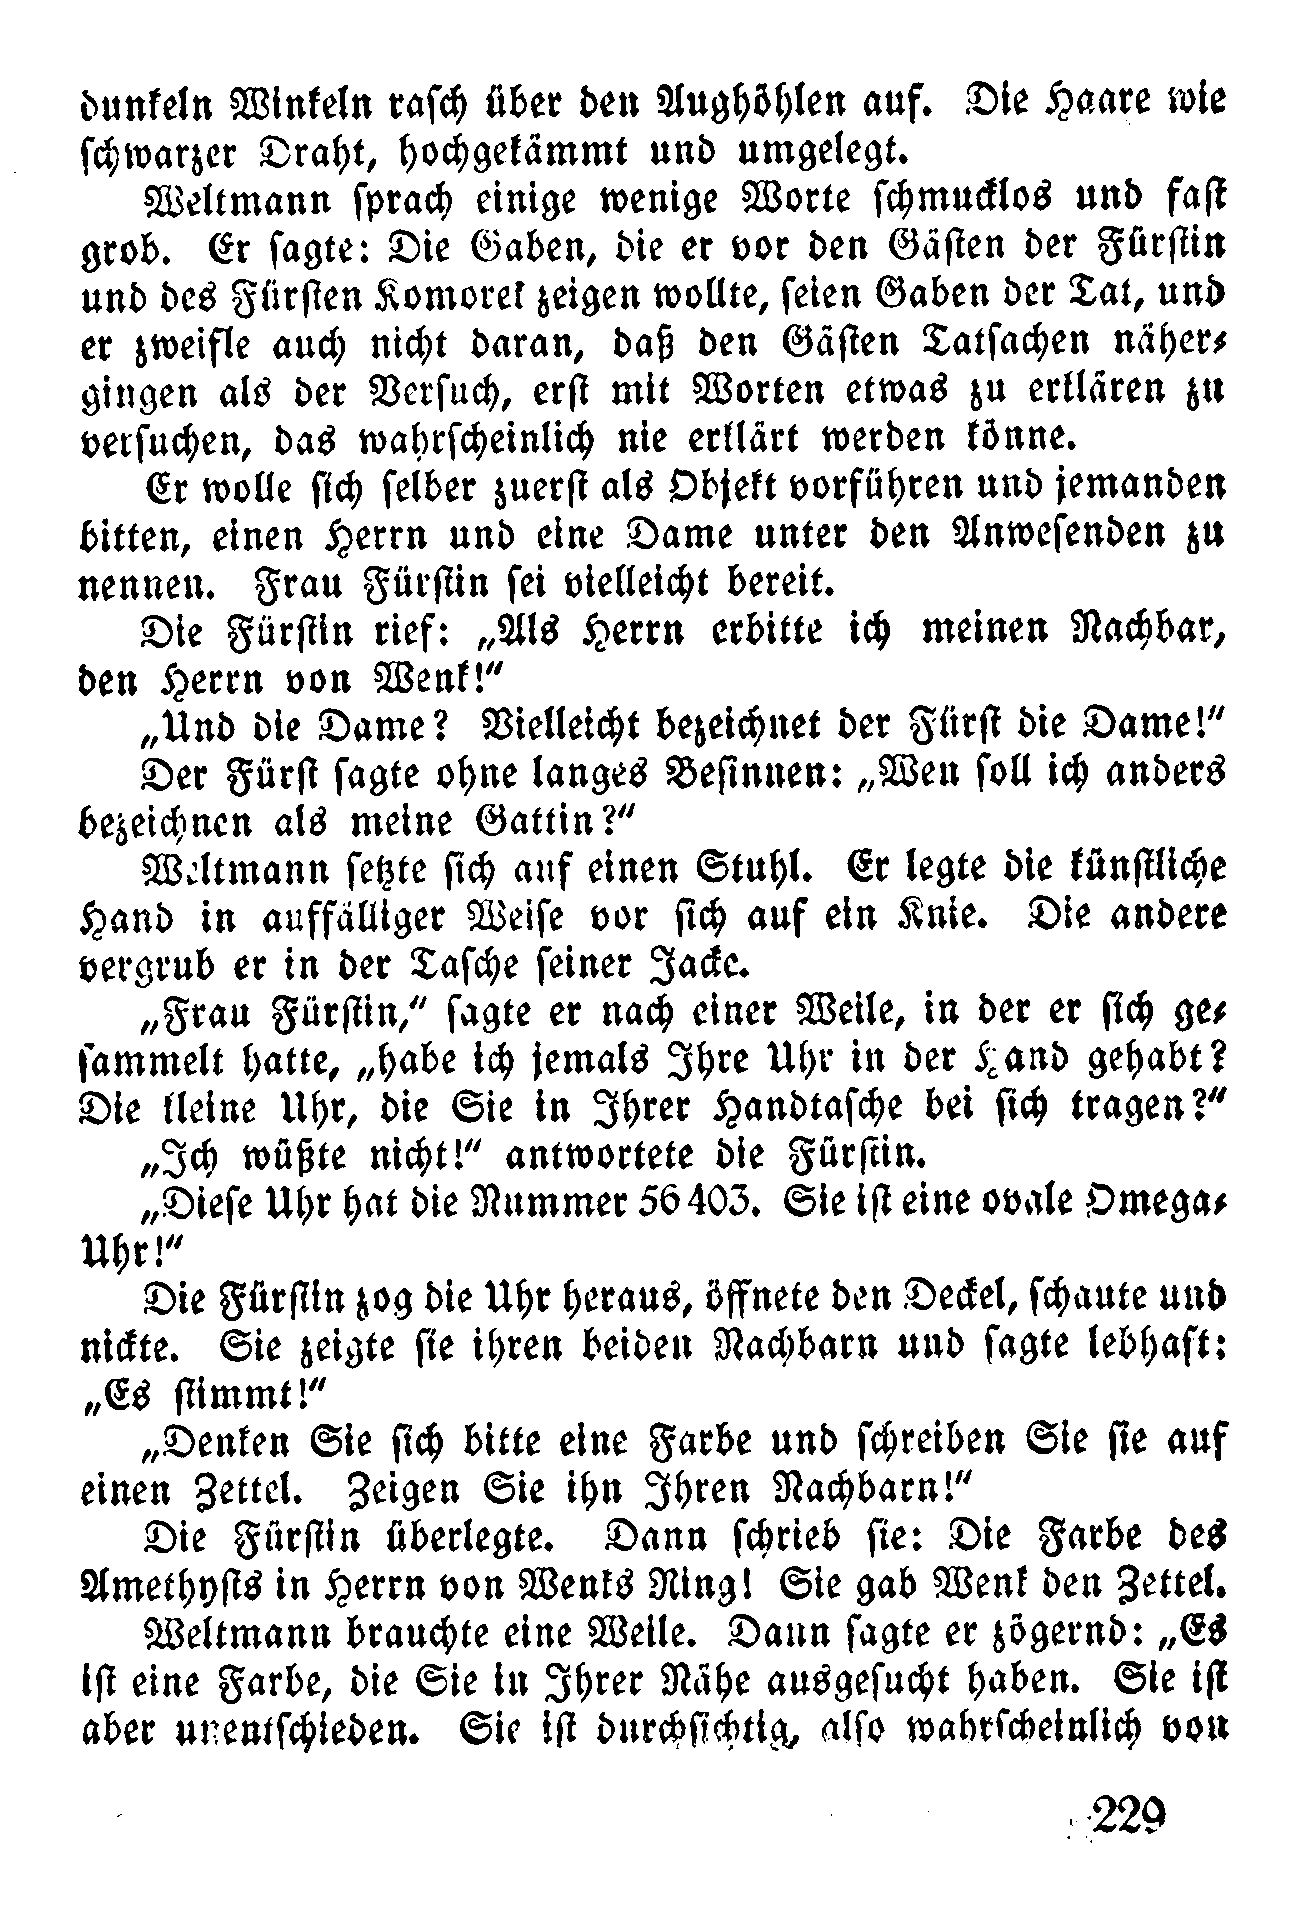 dunkeln Winkeln rasch über den Aughöhlen auf. Die Haare wie
schwarzer Draht, hochgekämmt und umgelegt.
Weltmann sprach einige wenige Worte schmucklos und fast
grob. Er sagte: Die Gaben, die er vor den Gästen der Fürstin
und des Fürsten Komorek zeigen wollte, seien Gaben der Tat, und
er zweifle auch nicht daran, daß den Gästen Tatsachen näher-
gingen als der Versuch, erst mit Worten etwas zu erklären zu
versuchen, das wahrscheinlich nie erklärt werden könne.
Er wolle sich selber zuerst als Objekt vorführen und jemanden
bitten, einen Herrn und eine Dame unter den Anwesenden zu
nennen. Frau Fürstin sei vielleicht bereit.
Die Fürstin rief: „Als Herrn erbitte ich meinen Nachbar,
den Herrn von Wenk!“
„Und die Dame? Vielleicht bezeichnet der Fürst die Dame!“
Der Fürst sagte ohne langes Besinnen: „Wen soll ich anders
bezeichnen als meine Gattin?“
Weltmann setzte sich auf einen Stuhl. Er legte die künstliche
Hand in auffälliger Weise vor sich auf ein Knie. Die andere
vergrub er in der Tasche seiner Jacke.
„Frau Fürstin,“ sagte er nach einer Weile, in der er sich ge-
sammelt hatte, „habe ich jemals Ihre Uhr in der Hand gehabt?
Die kleine Uhr, die Sie in Ihrer Handtasche bei sich tragen?“
„Ich wüßte nicht!“ antwortete die Fürstin.
„Diese Uhr hat die Nummer 56403. Sie ist eine ovale Omega-
Uhr!“
Die Fürstin zog die Uhr heraus, öffnete den Deckel, schaute und
nickte. Sie zeigte sie ihren beiden Nachbarn und sagte lebhaft:
„Es stimmt!“
„Denken Sie sich bitte eine Farbe und schreiben Sie sie auf
einen Zettel. Zeigen Sie ihn Ihren Nachbarn!“
Die Fürstin überlegte. Dann schrieb sie: Die Farbe des
Amethysts in Herrn von Wenks Ring! Sie gab Wenk den Zettel.
Weltmann brauchte eine Weile. Dann sagte er zögernd: „Es
ist eine Farbe, die Sie in Ihrer Nähe ausgesucht haben. Sie ist
aber unentschieden. Sie ist durchsichtig, also wahrscheinlich von
229